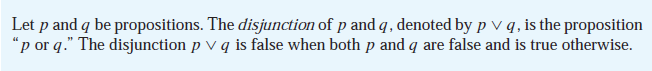 Let p and q be propositions. The disjunction of p and q, denoted by p ∨ q, is the proposition
“p or q.” The disjunction p ∨ q is false when both p and q are false and is true otherwise.